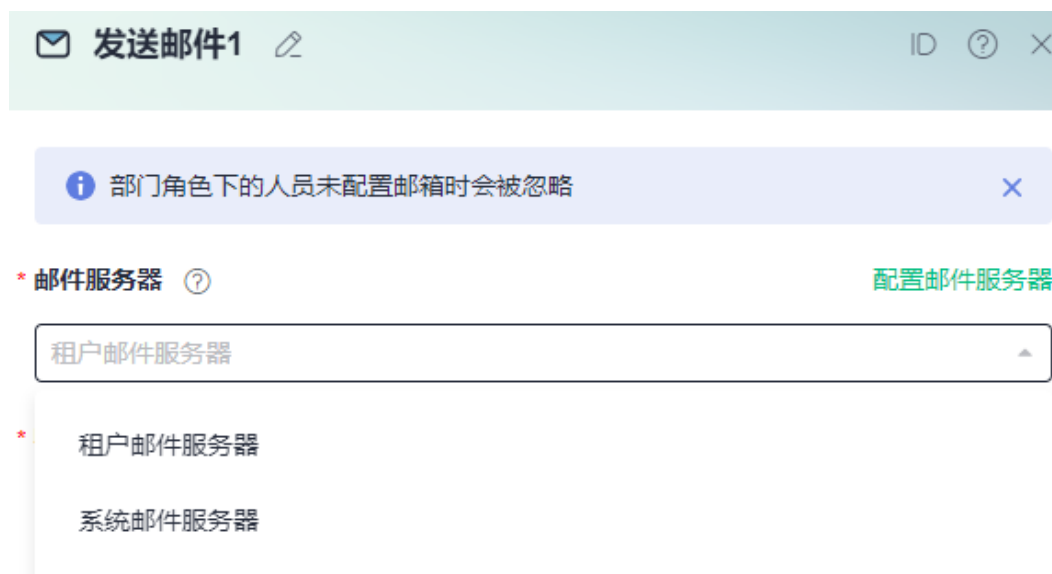 发送邮件1 ID
部门角色下的人员未配置邮箱时会被忽略
* 邮件服务器 配置邮件服务器
租户邮件服务器
*
租户邮件服务器
系统邮件服务器